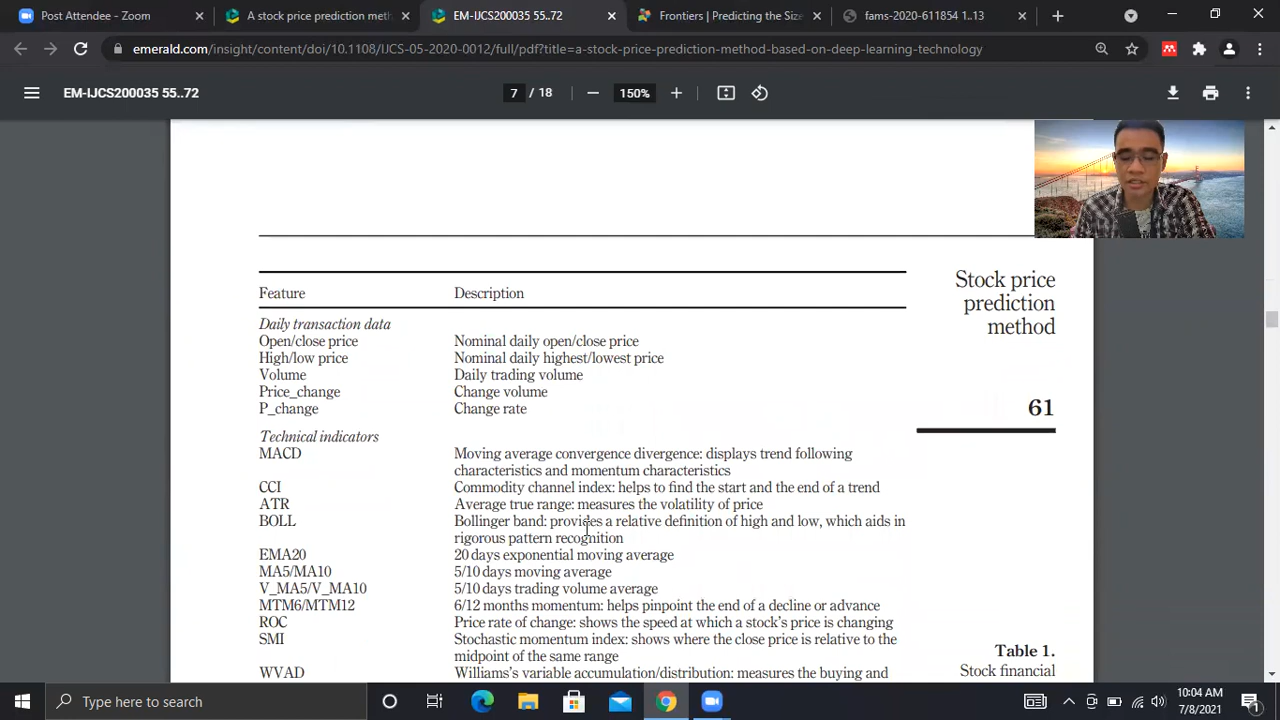 Post Attendee - Zoom
A stock price prediction meth
EM-IJCS200035 55..72
Frontiers | Predicting the Size
fams-2020-611854 1..13
emerald.com/insight/content/doi/10.1108/IJCS-05-2020-0012/full/pdf?title=a-stock-price-prediction-method-based-on-deep-learning-technology
EM-IJCS200035 55..72
7 / 18
150%
Stock price
prediction
method
61
Feature Description
Daily transaction data
Open/close price Nominal daily open/close price
High/low price Nominal daily highest/lowest price
Volume Daily trading volume
Price_change Change volume
P_change Change rate
Technical indicators
MACD Moving average convergence divergence: displays trend following
characteristics and momentum characteristics
CCI Commodity channel index: helps to find the start and the end of a trend
ATR Average true range: measures the volatility of price
BOLL Bollinger band: provides a relative definition of high and low, which aids in
rigorous pattern recognition
EMA20 20 days exponential moving average
MA5/MA10 5/10 days moving average
V_MA5/V_MA10 5/10 days trading volume average
MTM6/MTM12 6/12 months momentum: helps pinpoint the end of a decline or advance
ROC Price rate of change: shows the speed at which a stock's price is changing
SMI Stochastic momentum index: shows where the close price is relative to the
midpoint of the same range
WVAD Williams's variable accumulation/distribution: measures the buying and
Table 1.
Stock financial
Type here to search
10:04 AM
7/8/2021
1